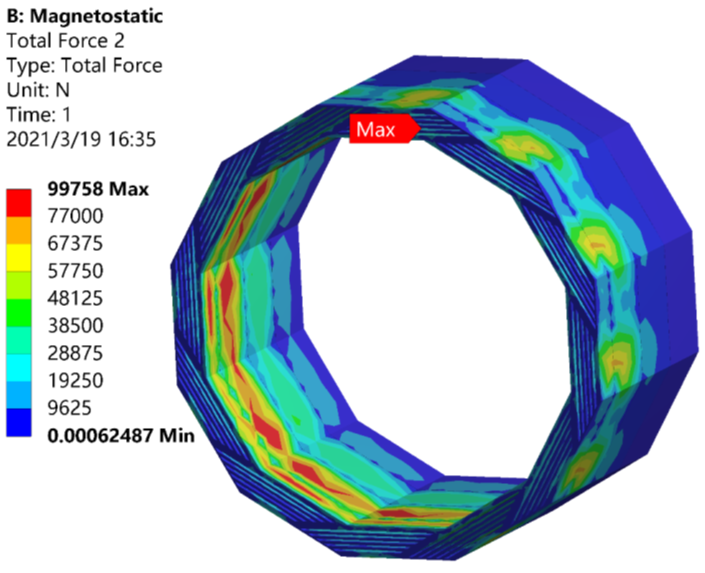 B: Magnetostatic
Total Force 2
Type: Total Force
Unit: N
Time: 1
2021/3/19 16:35
Max
99758 Max
77000
67375
57750
48125
38500
28875
19250
9625
0.00062487 Min